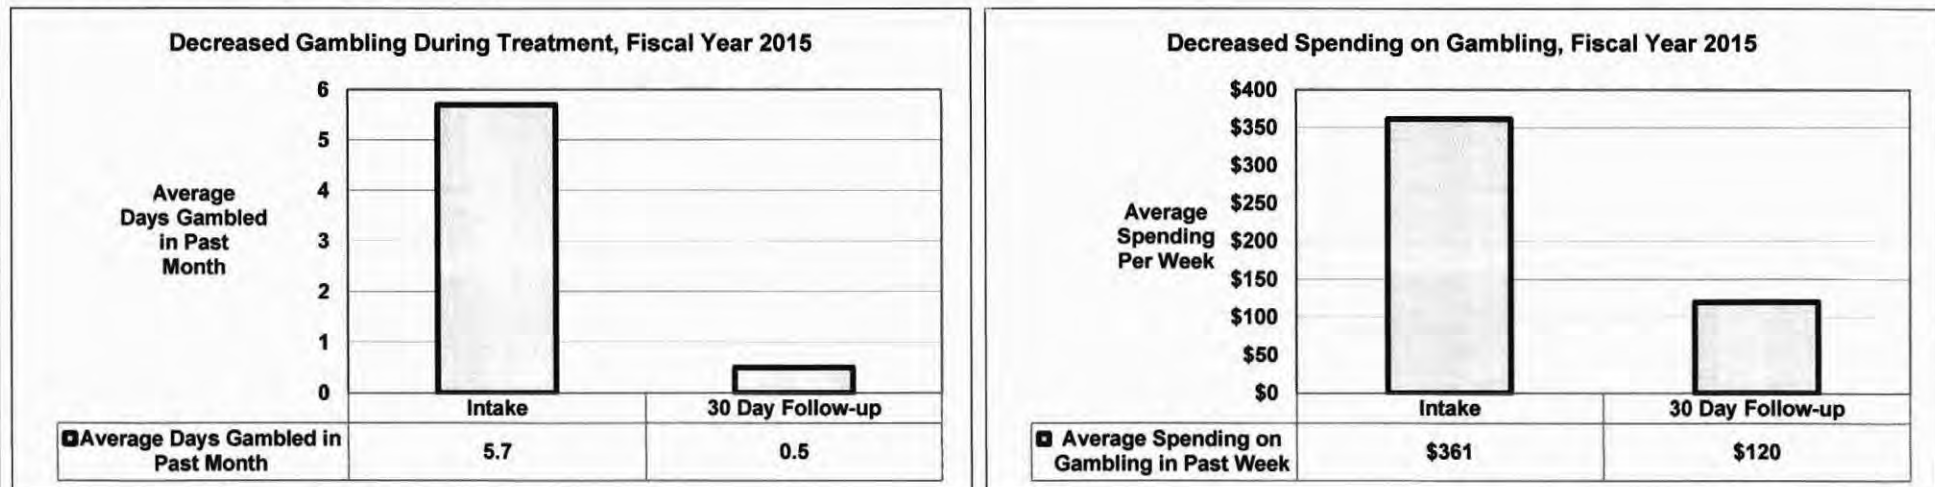 Decreased Gambling During Treatment, Fiscal Year 2015
6
5
4
3
2
1
0
Average
Days Gambled
in Past
Month
Intake
30 Day Follow-up
Average Days Gambled in
Past Month
5.7
0.5
Decreased Spending on Gambling, Fiscal Year 2015
$400
$350
$300
$250
$200
$150
$100
$50
$0
Average
Spending
Per Week
Intake
30 Day Follow-up
Average Spending on
Gambling in Past Week
$361
$120